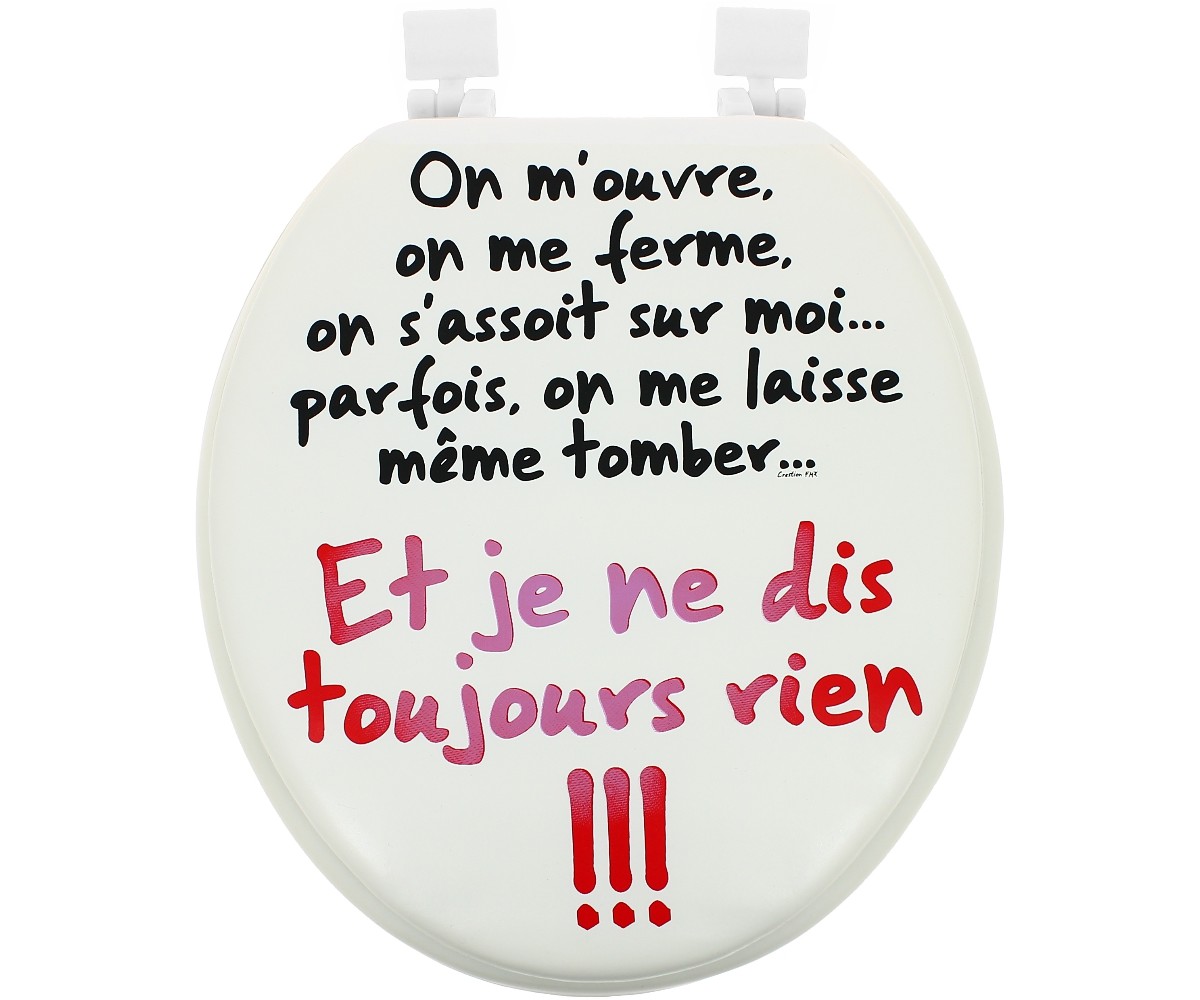 On m'ouvre,
on me ferme,
on s'assoit sur moi...
parfois, on me laisse
même tomber...
Et je ne dis
toujours rien
!!!